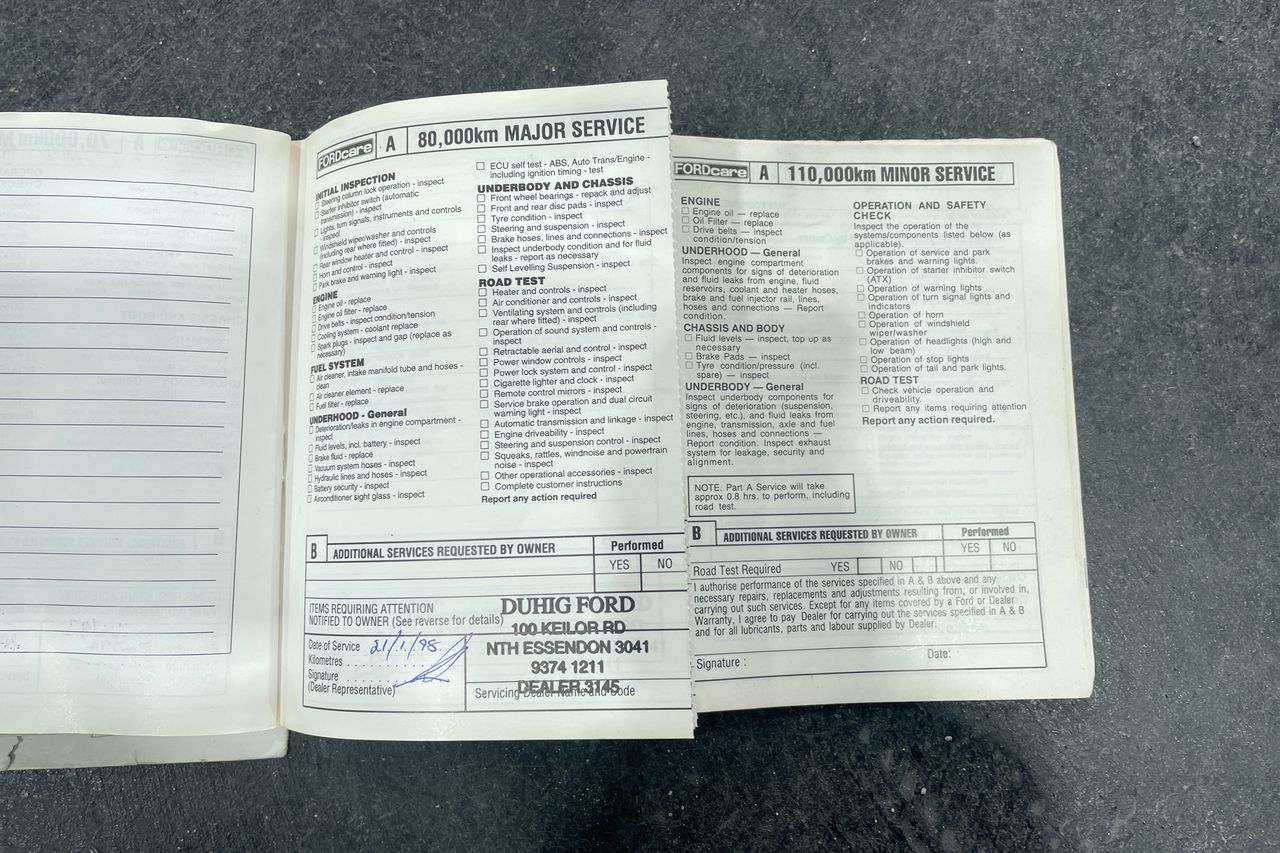 FORDcare A 80,000km MAJOR SERVICE
INITIAL INSPECTION
Steering column lock operation - inspect
Starter inhibitor switch (automatic
transmission) - inspect
Lights, turn signals, instruments and controls
- inspect
Windshield wiper/washer and controls
(including rear where fitted) - inspect
Rear window heater and control - inspect
Horn and control - inspect
Park brake and warning light - inspect
ENGINE
Engine oil - replace
Engine oil filter - replace
Drive belts - inspect condition/tension
Cooling system - coolant replace
Spark plugs - inspect and gap (replace as
necessary)
FUEL SYSTEM
Air cleaner, intake manifold tube and hoses -
clean
Air cleaner element - replace
Fuel filter - replace
UNDERHOOD - General
Deterioration/leaks in engine compartment -
inspect
Fluid levels, incl. battery - inspect
Brake fluid - replace
Vacuum system hoses - inspect
Hydraulic lines and hoses - inspect
Battery security - inspect
Airconditioner sight glass - inspect
ECU self test - ABS, Auto Trans/Engine -
including ignition timing - test
UNDERBODY AND CHASSIS
Front wheel bearings - repack and adjust
Front and rear disc pads - inspect
Tyre condition - inspect
Steering and suspension - inspect
Brake hoses, lines and connections - inspect
Inspect underbody condition and for fluid
leaks - report as necessary
Self Levelling Suspension - inspect
ROAD TEST
Heater and controls - inspect
Air conditioner and controls - inspect
Ventilating system and controls (including
rear where fitted) - inspect
Operation of sound system and controls -
inspect
Retractable aerial and control - inspect
Power window controls - inspect
Power lock system and control - inspect
Cigarette lighter and clock - inspect
Remote control mirrors - inspect
Service brake operation and dual circuit
warning light - inspect
Automatic transmission and linkage - inspect
Engine driveability - inspect
Steering and suspension control - inspect
Squeaks, rattles, windnoise and powertrain
noise - inspect
Other operational accessories - inspect
Complete customer instructions
Report any action required
B ADDITIONAL SERVICES REQUESTED BY OWNER Performed
YES NO
ITEMS REQUIRING ATTENTION
NOTIFIED TO OWNER (See reverse for details)
Date of Service 21/1/98
Kilometres
Signature
(Dealer Representative)
DUHIG FORD
100 KEILOR RD
NTH ESSENDON 3041
9374 1211
DEALER 3145
Servicing Dealer Name and Code
FORDcare A 110,000km MINOR SERVICE
ENGINE
Engine oil — replace
Oil Filter — replace
Drive belts — inspect
condition/tension
UNDERHOOD — General
Inspect engine compartment
components for signs of deterioration
and fluid leaks from engine, fluid
reservoirs, coolant and heater hoses,
brake and fuel injector rail, lines,
hoses and connections — Report
condition.
CHASSIS AND BODY
Fluid levels — inspect, top up as
necessary
Brake Pads — inspect
Tyre condition/pressure (incl.
spare) — inspect.
UNDERBODY — General
Inspect underbody components for
signs of deterioration (suspension,
steering, etc.), and fluid leaks from
engine, transmission, axle and fuel
lines, hoses and connections —
Report condition. Inspect exhaust
system for leakage, security and
alignment.
NOTE. Part A Service will take
approx 0.8 hrs. to perform, including
road test.
OPERATION AND SAFETY
CHECK
Inspect the operation of the
systems/components listed below (as
applicable).
Operation of service and park
brakes and warning lights.
Operation of starter inhibitor switch
(ATX)
Operation of warning lights
Operation of turn signal lights and
indicators
Operation of horn
Operation of windshield
wiper/washer
Operation of headlights (high and
low beam)
Operation of stop lights
Operation of tail and park lights.
ROAD TEST
Check vehicle operation and
driveability.
Report any items requiring attention
Report any action required.
B ADDITIONAL SERVICES REQUESTED BY OWNER Performed
YES NO
Road Test Required YES NO
I authorise performance of the services specified in A & B above and any
necessary repairs, replacements and adjustments resulting from, or involved in,
carrying out such services. Except for any items covered by a Ford or Dealer
Warranty, I agree to pay Dealer for carrying out the services specified in A & B
and for all lubricants, parts and labour supplied by Dealer.
Signature : Date: